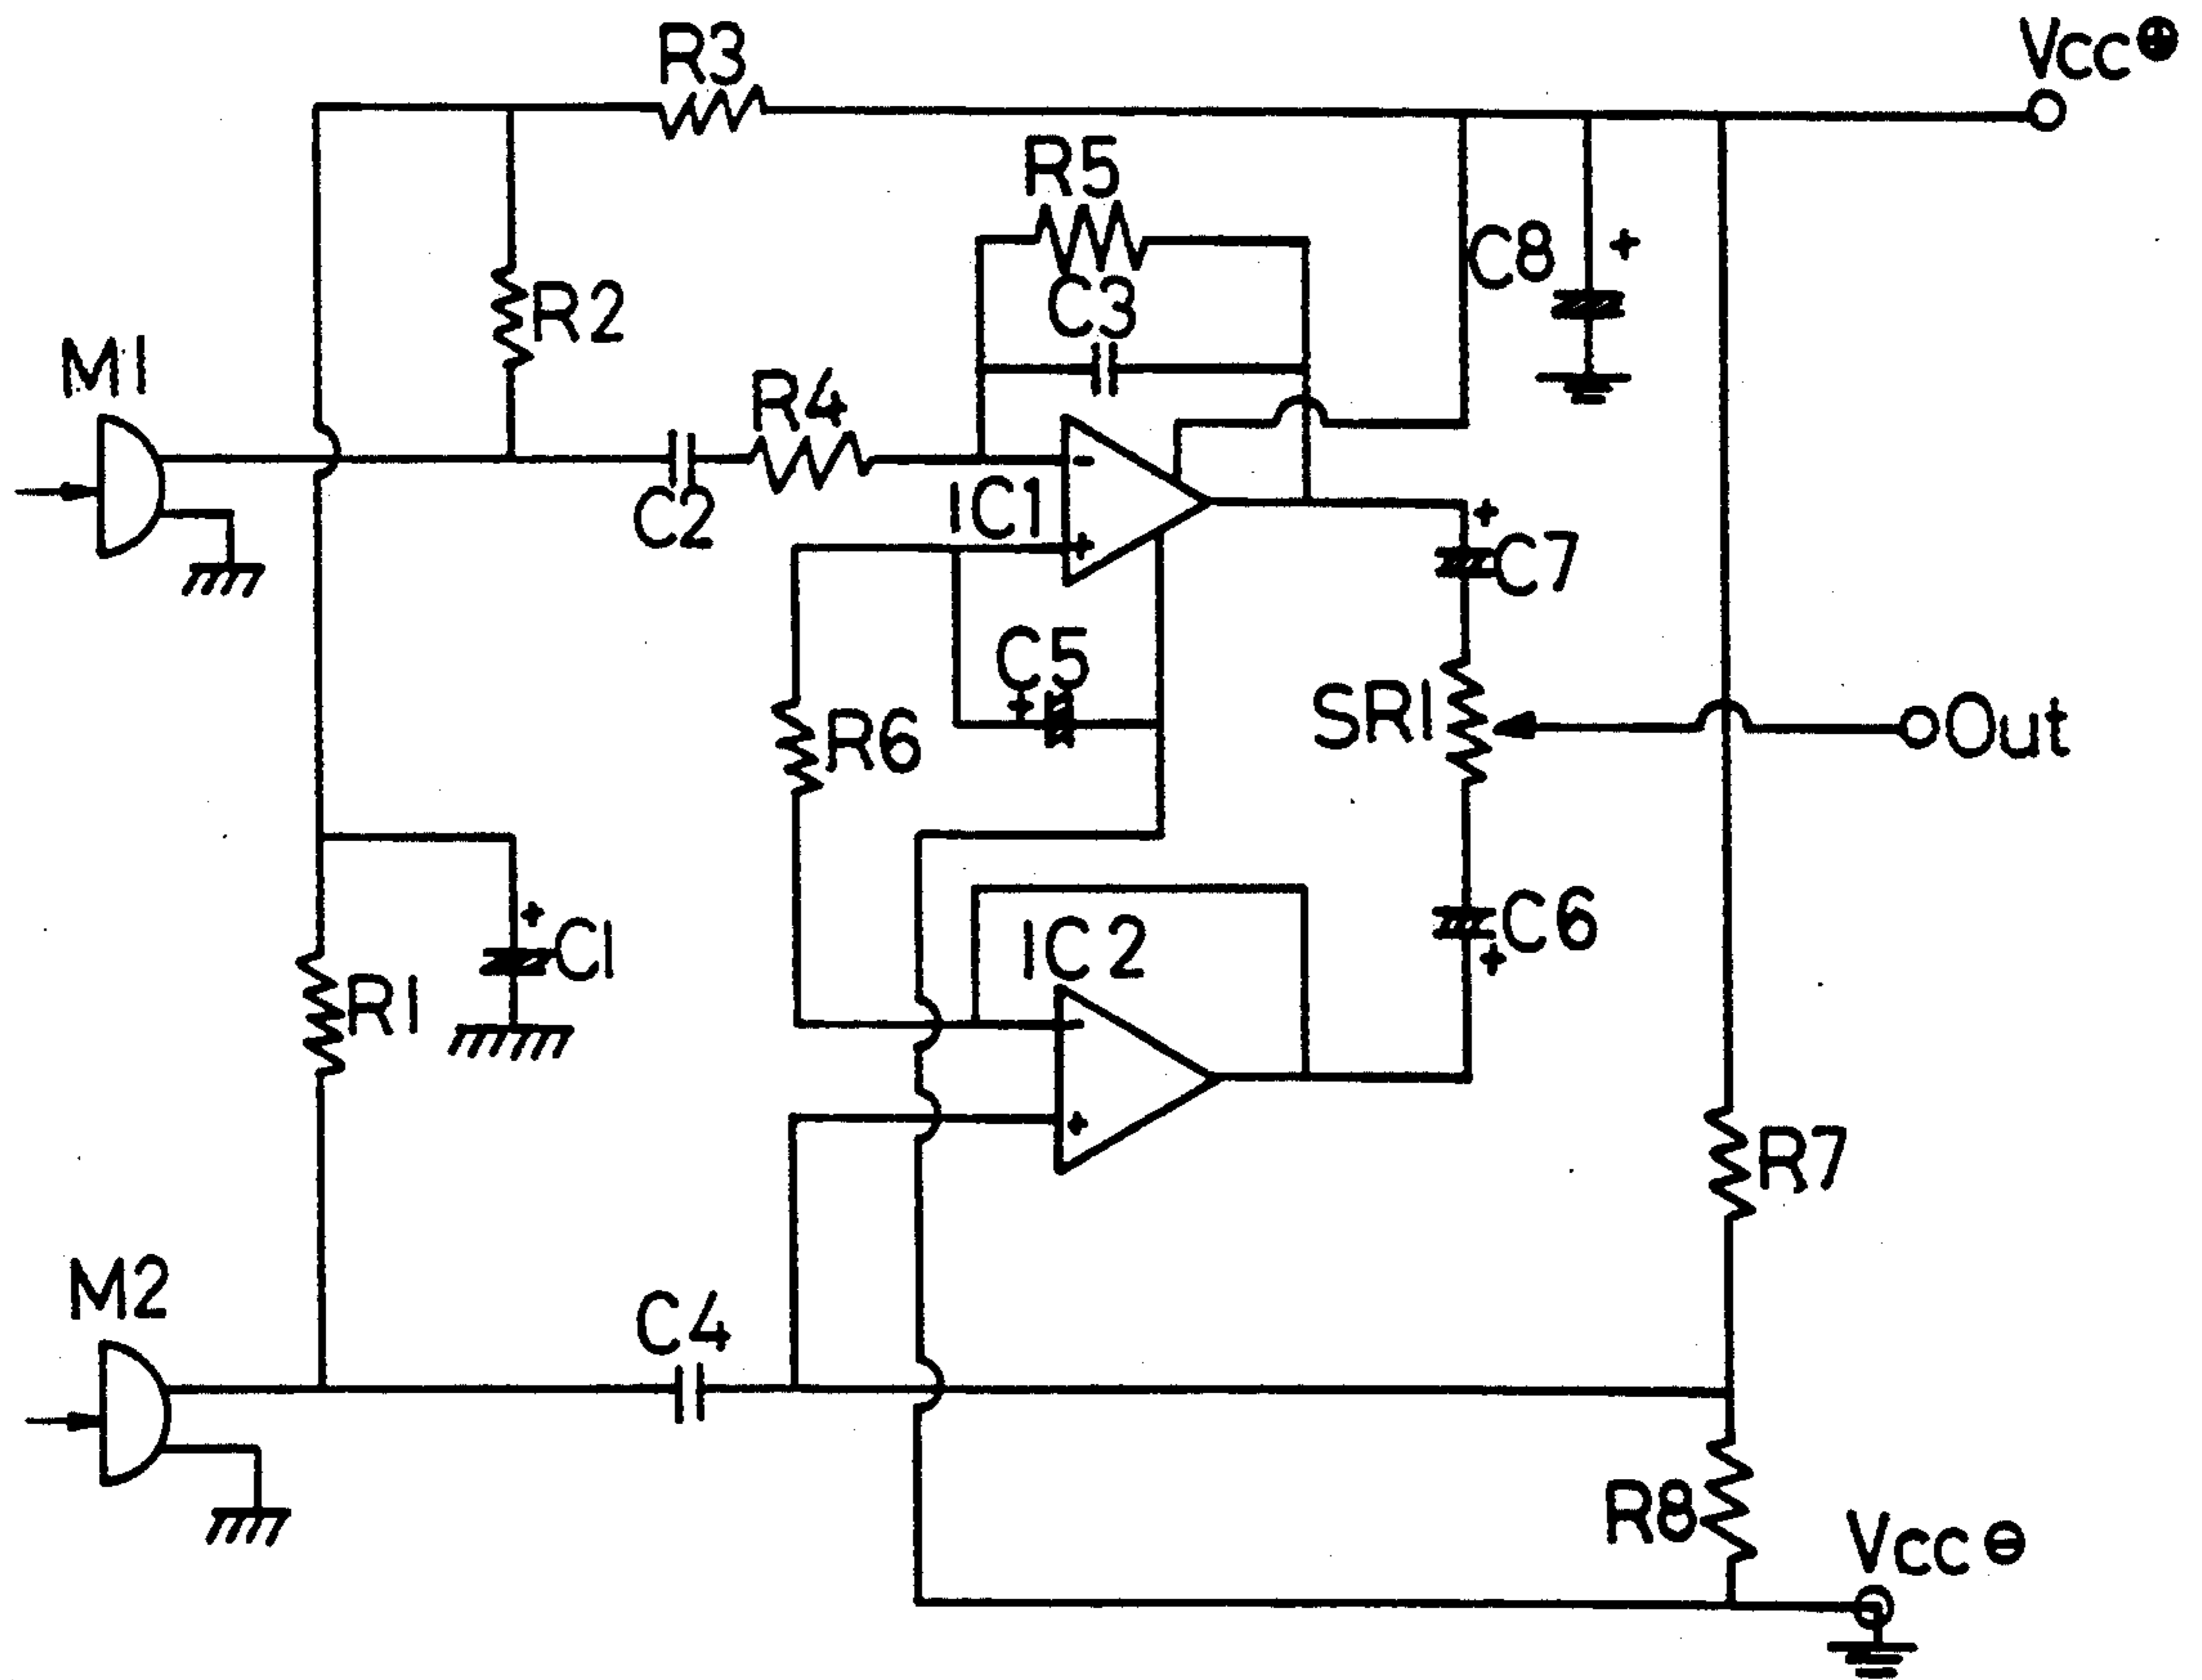 R3
Vcc⊕
R5
C8 +
C3
R2
M1
R4
-
C2
IC1
+
+
C7
C5
+
SR1
Out
R6
+
C1
IC2
C6
+
-
R1
+
R7
M2
C4
R8
Vcc⊖